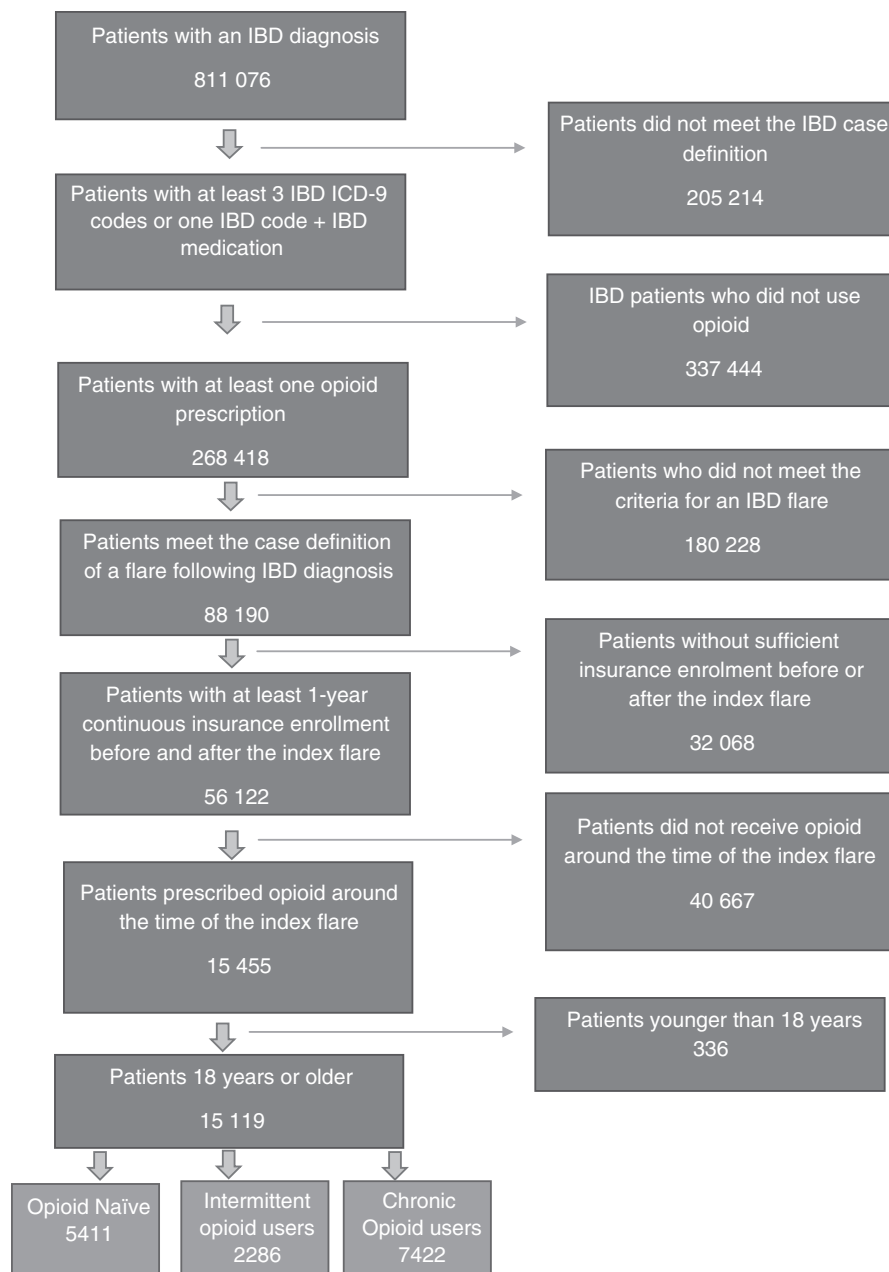 Patients with an IBD diagnosis
811 076
Patients did not meet the IBD case
definition
205 214
Patients with at least 3 IBD ICD-9
codes or one IBD code + IBD
medication
IBD patients who did not use
opioid
337 444
Patients with at least one opioid
prescription
268 418
Patients who did not meet the
criteria for an IBD flare
180 228
Patients meet the case definition
of a flare following IBD diagnosis
88 190
Patients without sufficient
insurance enrolment before or
after the index flare
32 068
Patients with at least 1-year
continuous insurance enrollment
before and after the index flare
56 122
Patients did not receive opioid
around the time of the index flare
40 667
Patients prescribed opioid around
the time of the index flare
15 455
Patients younger than 18 years
336
Patients 18 years or older
15 119
Opioid Naïve
5411
Intermittent
opioid users
2286
Chronic
Opioid users
7422